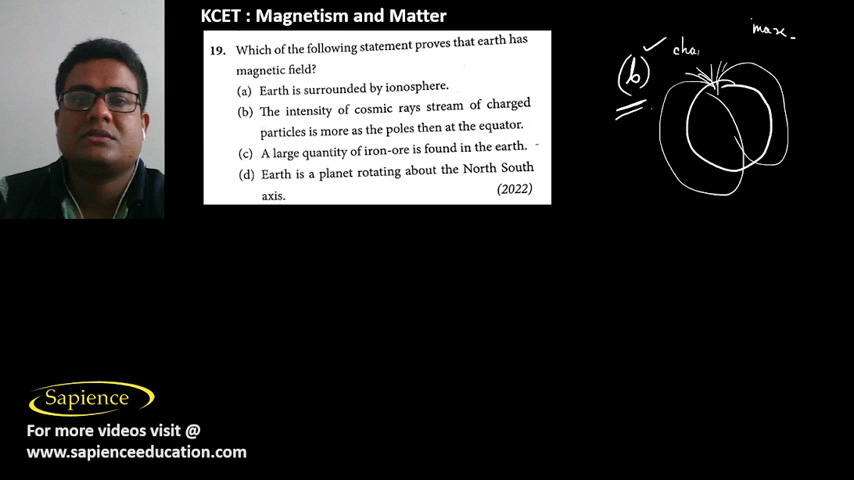 KCET : Magnetism and Matter
19. Which of the following statement proves that earth has
magnetic field?
(a) Earth is surrounded by ionosphere.
(b) The intensity of cosmic rays stream of charged
particles is more as the poles then at the equator.
(c) A large quantity of iron-ore is found in the earth.
(d) Earth is a planet rotating about the North South
axis. (2022)
(b)
cha
max
Sapience
For more videos visit @
www.sapienceeducation.com